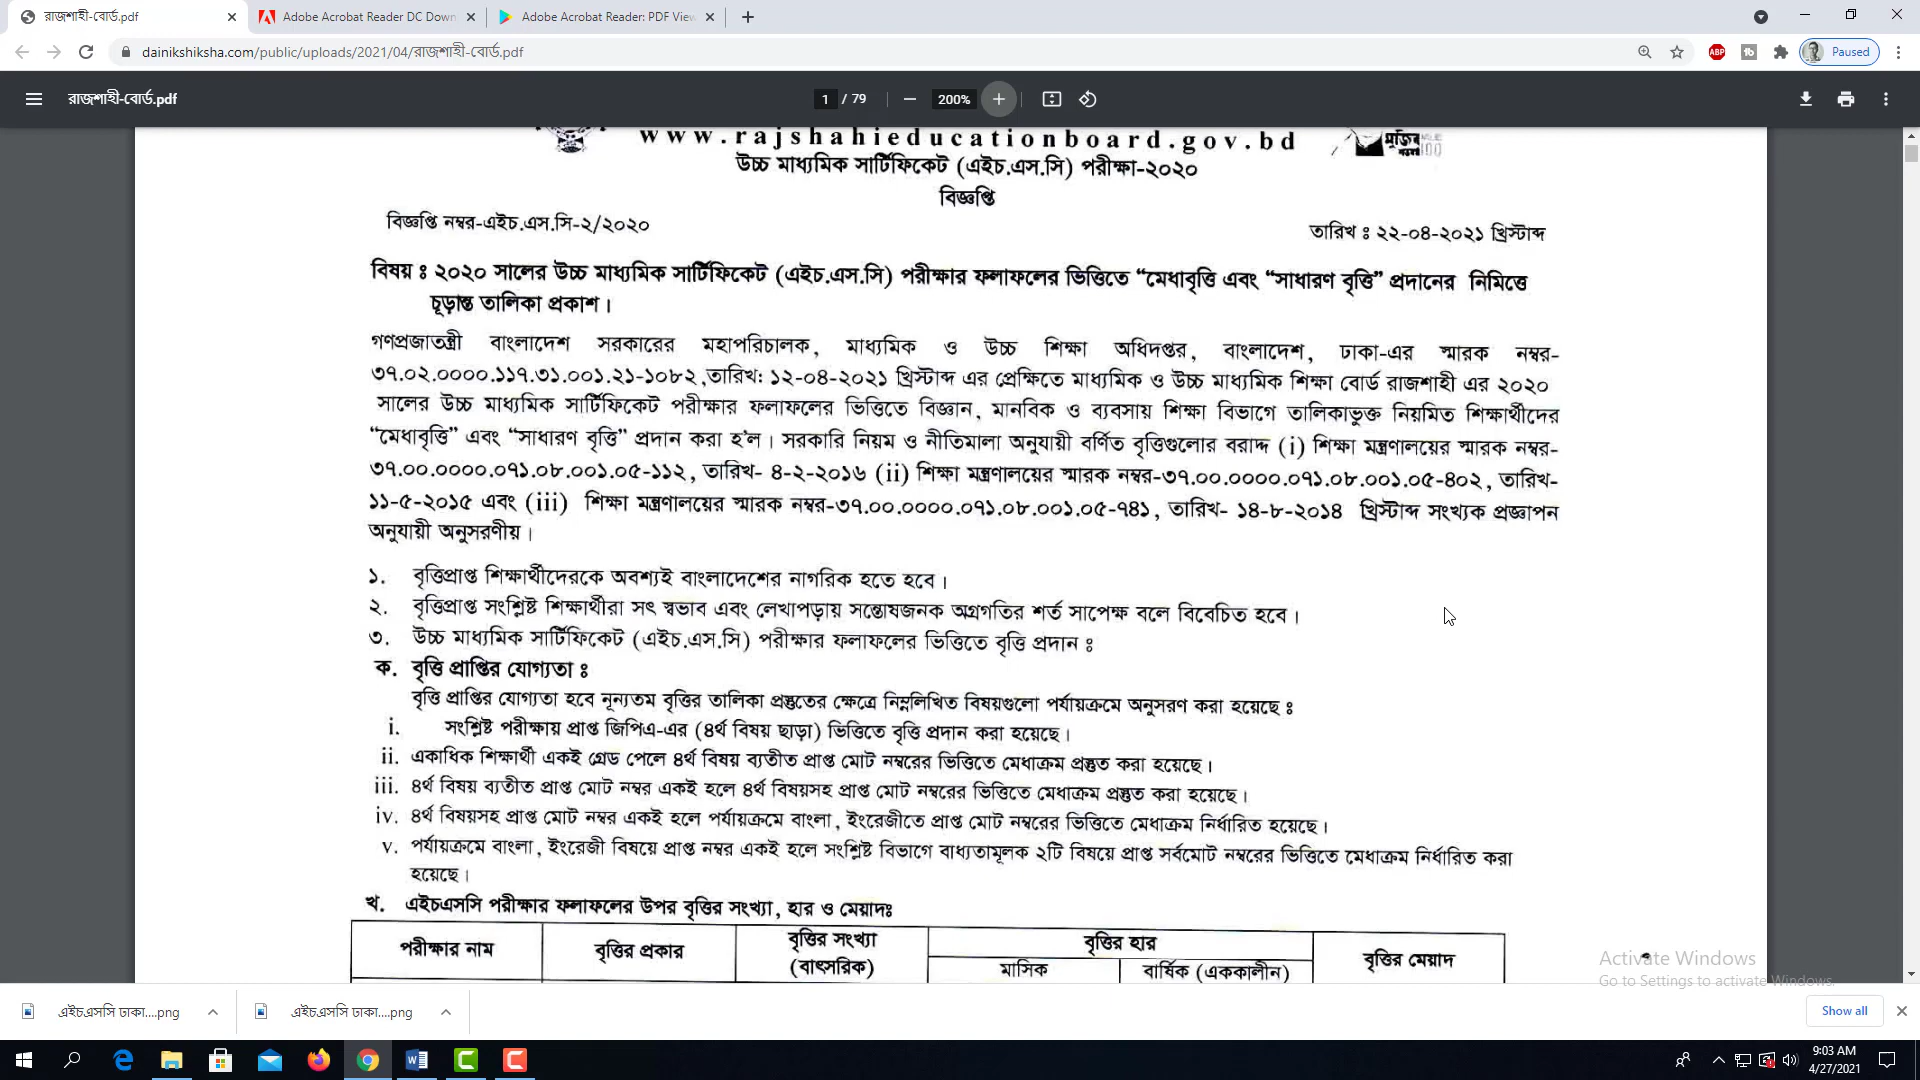 রাজশাহী-বোর্ড.pdf
Adobe Acrobat Reader DC Down
Adobe Acrobat Reader: PDF View
dainikshiksha.com/public/uploads/2021/04/রাজশাহী-বোর্ড.pdf
ABP
Paused
রাজশাহী-বোর্ড.pdf
1 / 79
200%
www.rajshahieducationboard.gov.bd
উচ্চ মাধ্যমিক সার্টিফিকেট (এইচ.এস.সি) পরীক্ষা-২০২০
বিজ্ঞপ্তি
বিজ্ঞপ্তি নম্বর-এইচ.এস.সি-২/২০২০
তারিখ ঃ ২২-০৪-২০২১ খ্রিস্টাব্দ
বিষয় ঃ ২০২০ সালের উচ্চ মাধ্যমিক সার্টিফিকেট (এইচ.এস.সি) পরীক্ষার ফলাফলের ভিত্তিতে “মেধাবৃত্তি এবং “সাধারণ বৃত্তি” প্রদানের নিমিত্তে
চূড়ান্ত তালিকা প্রকাশ।
গণপ্রজাতন্ত্রী বাংলাদেশ সরকারের মহাপরিচালক, মাধ্যমিক ও উচ্চ শিক্ষা অধিদপ্তর, বাংলাদেশ, ঢাকা-এর স্মারক নম্বর-
৩৭.০২.০০০০.১১৭.৩১.০০১.২১-১০৮২,তারিখ: ১২-০৪-২০২১ খ্রিস্টাব্দ এর প্রেক্ষিতে মাধ্যমিক ও উচ্চ মাধ্যমিক শিক্ষা বোর্ড রাজশাহী এর ২০২০
সালের উচ্চ মাধ্যমিক সার্টিফিকেট পরীক্ষার ফলাফলের ভিত্তিতে বিজ্ঞান, মানবিক ও ব্যবসায় শিক্ষা বিভাগে তালিকাভুক্ত নিয়মিত শিক্ষার্থীদের
“মেধাবৃত্তি” এবং “সাধারণ বৃত্তি” প্রদান করা হ’ল। সরকারি নিয়ম ও নীতিমালা অনুযায়ী বর্ণিত বৃত্তিগুলোর বরাদ্দ (i) শিক্ষা মন্ত্রণালয়ের স্মারক নম্বর-
৩৭.০০.০০০০.০৭১.০৮.০০১.০৫-১১২, তারিখ- ৪-২-২০১৬ (ii) শিক্ষা মন্ত্রণালয়ের স্মারক নম্বর-৩৭.০০.০০০০.০৭১.০৮.০০১.০৫-৪০২, তারিখ-
১১-৫-২০১৫ এবং (iii) শিক্ষা মন্ত্রণালয়ের স্মারক নম্বর-৩৭.০০.০০০০.০৭১.০৮.০০১.০৫-৭৪১, তারিখ- ১৪-৮-২০১৪ খ্রিস্টাব্দ সংখ্যক প্রজ্ঞাপন
অনুযায়ী অনুসরণীয়।
১. বৃত্তিপ্রাপ্ত শিক্ষার্থীদেরকে অবশ্যই বাংলাদেশের নাগরিক হতে হবে।
২. বৃত্তিপ্রাপ্ত সংশ্লিষ্ট শিক্ষার্থীরা সৎ স্বভাব এবং লেখাপড়ায় সন্তোষজনক অগ্রগতির শর্ত সাপেক্ষ বলে বিবেচিত হবে।
৩. উচ্চ মাধ্যমিক সার্টিফিকেট (এইচ.এস.সি) পরীক্ষার ফলাফলের ভিত্তিতে বৃত্তি প্রদান ঃ
ক. বৃত্তি প্রাপ্তির যোগ্যতা ঃ
বৃত্তি প্রাপ্তির যোগ্যতা হবে নূন্যতম বৃত্তির তালিকা প্রস্তুতের ক্ষেত্রে নিম্নলিখিত বিষয়গুলো পর্যায়ক্রমে অনুসরণ করা হয়েছে ঃ
i. সংশ্লিষ্ট পরীক্ষায় প্রাপ্ত জিপিএ-এর (৪র্থ বিষয় ছাড়া) ভিত্তিতে বৃত্তি প্রদান করা হয়েছে।
ii. একাধিক শিক্ষার্থী একই গ্রেড পেলে ৪র্থ বিষয় ব্যতীত প্রাপ্ত মোট নম্বরের ভিত্তিতে মেধাক্রম প্রস্তুত করা হয়েছে।
iii. ৪র্থ বিষয় ব্যতীত প্রাপ্ত মোট নম্বর একই হলে ৪র্থ বিষয়সহ প্রাপ্ত মোট নম্বরের ভিত্তিতে মেধাক্রম প্রস্তুত করা হয়েছে।
iv. ৪র্থ বিষয়সহ প্রাপ্ত মোট নম্বর একই হলে পর্যায়ক্রমে বাংলা, ইংরেজীতে প্রাপ্ত মোট নম্বরের ভিত্তিতে মেধাক্রম নির্ধারিত হয়েছে।
v. পর্যায়ক্রমে বাংলা, ইংরেজী বিষয়ে প্রাপ্ত নম্বর একই হলে সংশ্লিষ্ট বিভাগে বাধ্যতামূলক ২টি বিষয়ে প্রাপ্ত সর্বমোট নম্বরের ভিত্তিতে মেধাক্রম নির্ধারিত করা
হয়েছে।
খ. এইচএসসি পরীক্ষার ফলাফলের উপর বৃত্তির সংখ্যা, হার ও মেয়াদঃ
পরীক্ষার নাম
বৃত্তির প্রকার
বৃত্তির সংখ্যা
(বাৎসরিক)
বৃত্তির হার
মাসিক
বার্ষিক (এককালীন)
বৃত্তির মেয়াদ
Activate Windows
Go to Settings to activate Windows.
এইচএসসি ঢাকা....png
এইচএসসি ঢাকা....png
Show all
9:03 AM
4/27/2021